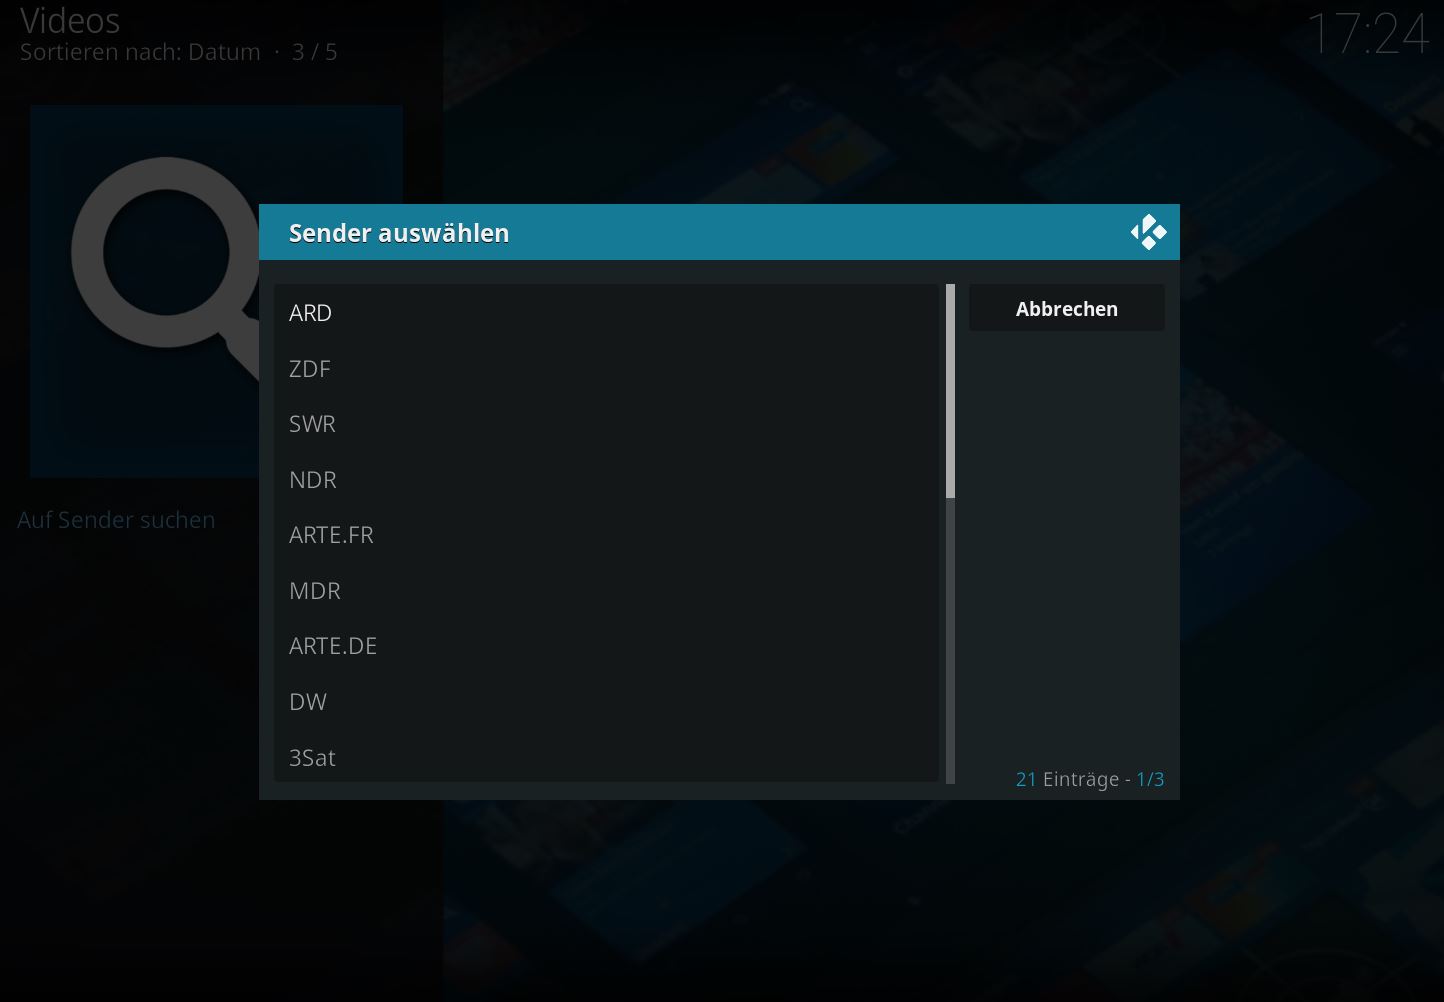 Videos
Sortieren nach: Datum · 3 / 5
17:24
Sender auswählen
ARD
Abbrechen
ZDF
SWR
NDR
ARTE.FR
Auf Sender suchen
MDR
ARTE.DE
DW
3Sat
21 Einträge - 1/3